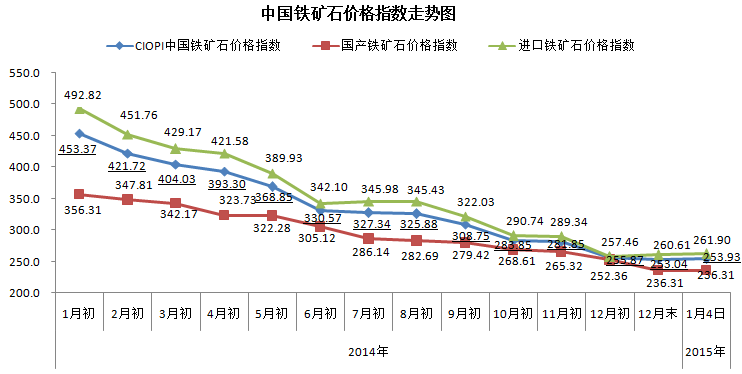 中国铁矿石价格指数走势图
CIOPI中国铁矿石价格指数 国产铁矿石价格指数 进口铁矿石价格指数
550.0
500.0
450.0
400.0
350.0
300.0
250.0
200.0
492.82 451.76 429.17 421.58 389.93 342.10 345.98 345.43 322.03 290.74 289.34 257.46 260.61 261.90
453.37 421.72 404.03 393.30 368.85 330.57 327.34 325.88 308.75 283.85 281.85 255.87 253.04 253.93
356.31 347.81 342.17 323.73 322.28 305.12 286.14 282.69 279.42 268.61 265.32 252.36 236.31 236.31
1月初 2月初 3月初 4月初 5月初 6月初 7月初 8月初 9月初 10月初 11月初 12月初 12月末 1月4日
2014年 2015年